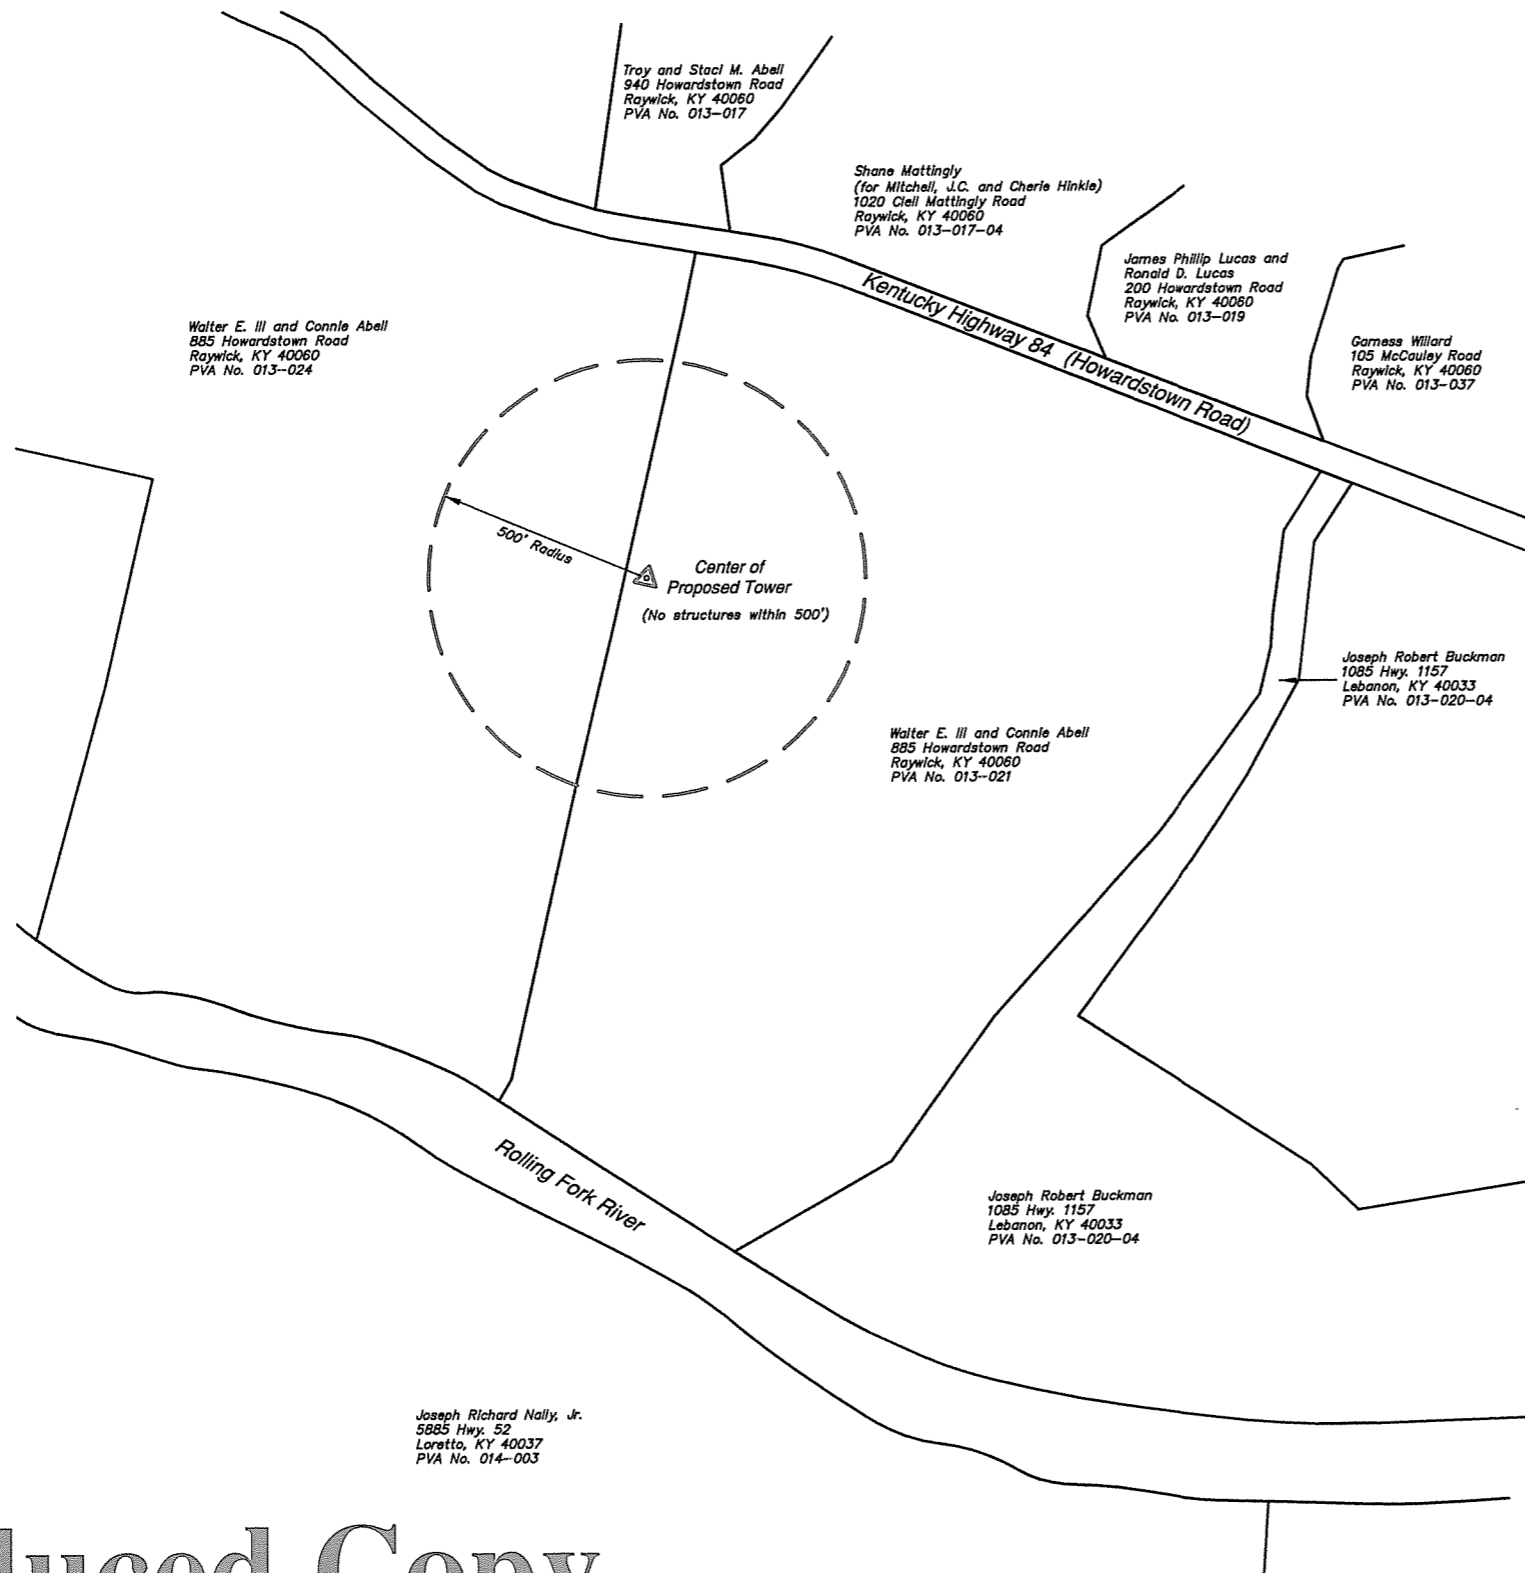 Troy and Staci M. Abell
940 Howardstown Road
Raywick, KY 40060
PVA No. 013-017
Shane Mattingly
(for Mitchell, J.C. and Cherie Hinkle)
1020 Clell Mattingly Road
Raywick, KY 40060
PVA No. 013-017-04
James Phillip Lucas and
Ronald D. Lucas
200 Howardstown Road
Raywick, KY 40060
PVA No. 013-019
Kentucky Highway 84 (Howardstown Road)
Garness Willard
105 McCauley Road
Raywick, KY 40060
PVA No. 013-037
Walter E. III and Connie Abell
885 Howardstown Road
Raywick, KY 40060
PVA No. 013-024
500' Radius
Center of
Proposed Tower
(No structures within 500')
Joseph Robert Buckman
1085 Hwy. 1157
Lebanon, KY 40033
PVA No. 013-020-04
Walter E. III and Connie Abell
885 Howardstown Road
Raywick, KY 40060
PVA No. 013-021
Rolling Fork River
Joseph Robert Buckman
1085 Hwy. 1157
Lebanon, KY 40033
PVA No. 013-020-04
Joseph Richard Nally, Jr.
5885 Hwy. 52
Loretto, KY 40037
PVA No. 014-003
duced Copy